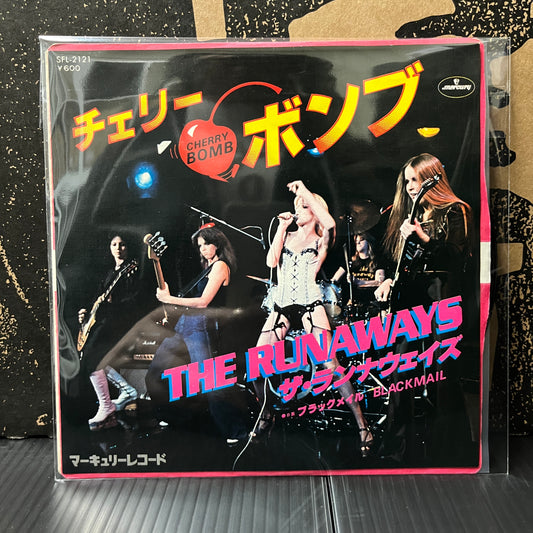 SFL-2121
¥600
mercury
チェリー
ボンブ
CHERRY
BOMB
THE RUNAWAYS
ザ・ランナウェイズ
ブラックメイル BLACKMAIL
マーキュリーレコード